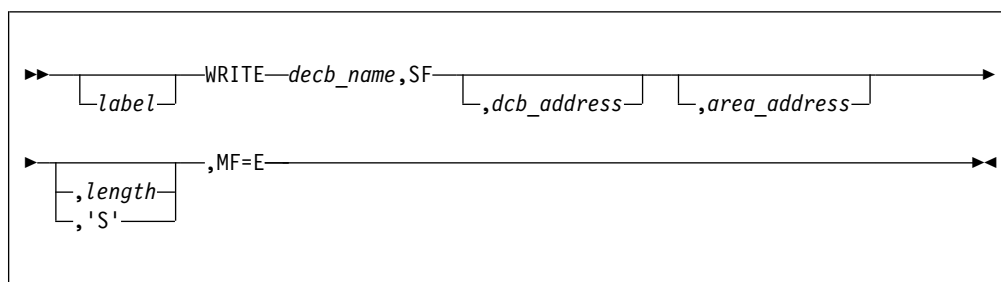 WRITE decb_name,SF
label ,dcb_address ,area_address
,MF=E
,length
,'S'